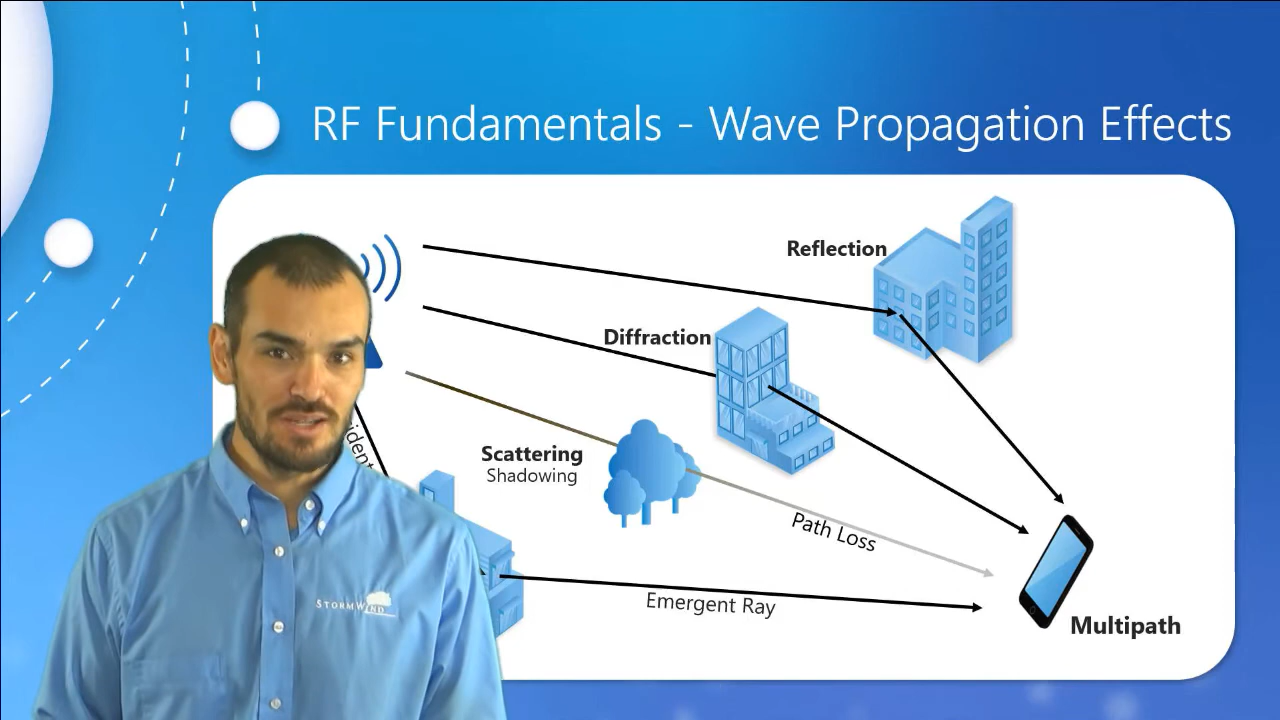 RF Fundamentals - Wave Propagation Effects
Reflection
Diffraction
Scattering
Shadowing
Path Loss
Emergent Ray
Multipath
STORMWIND